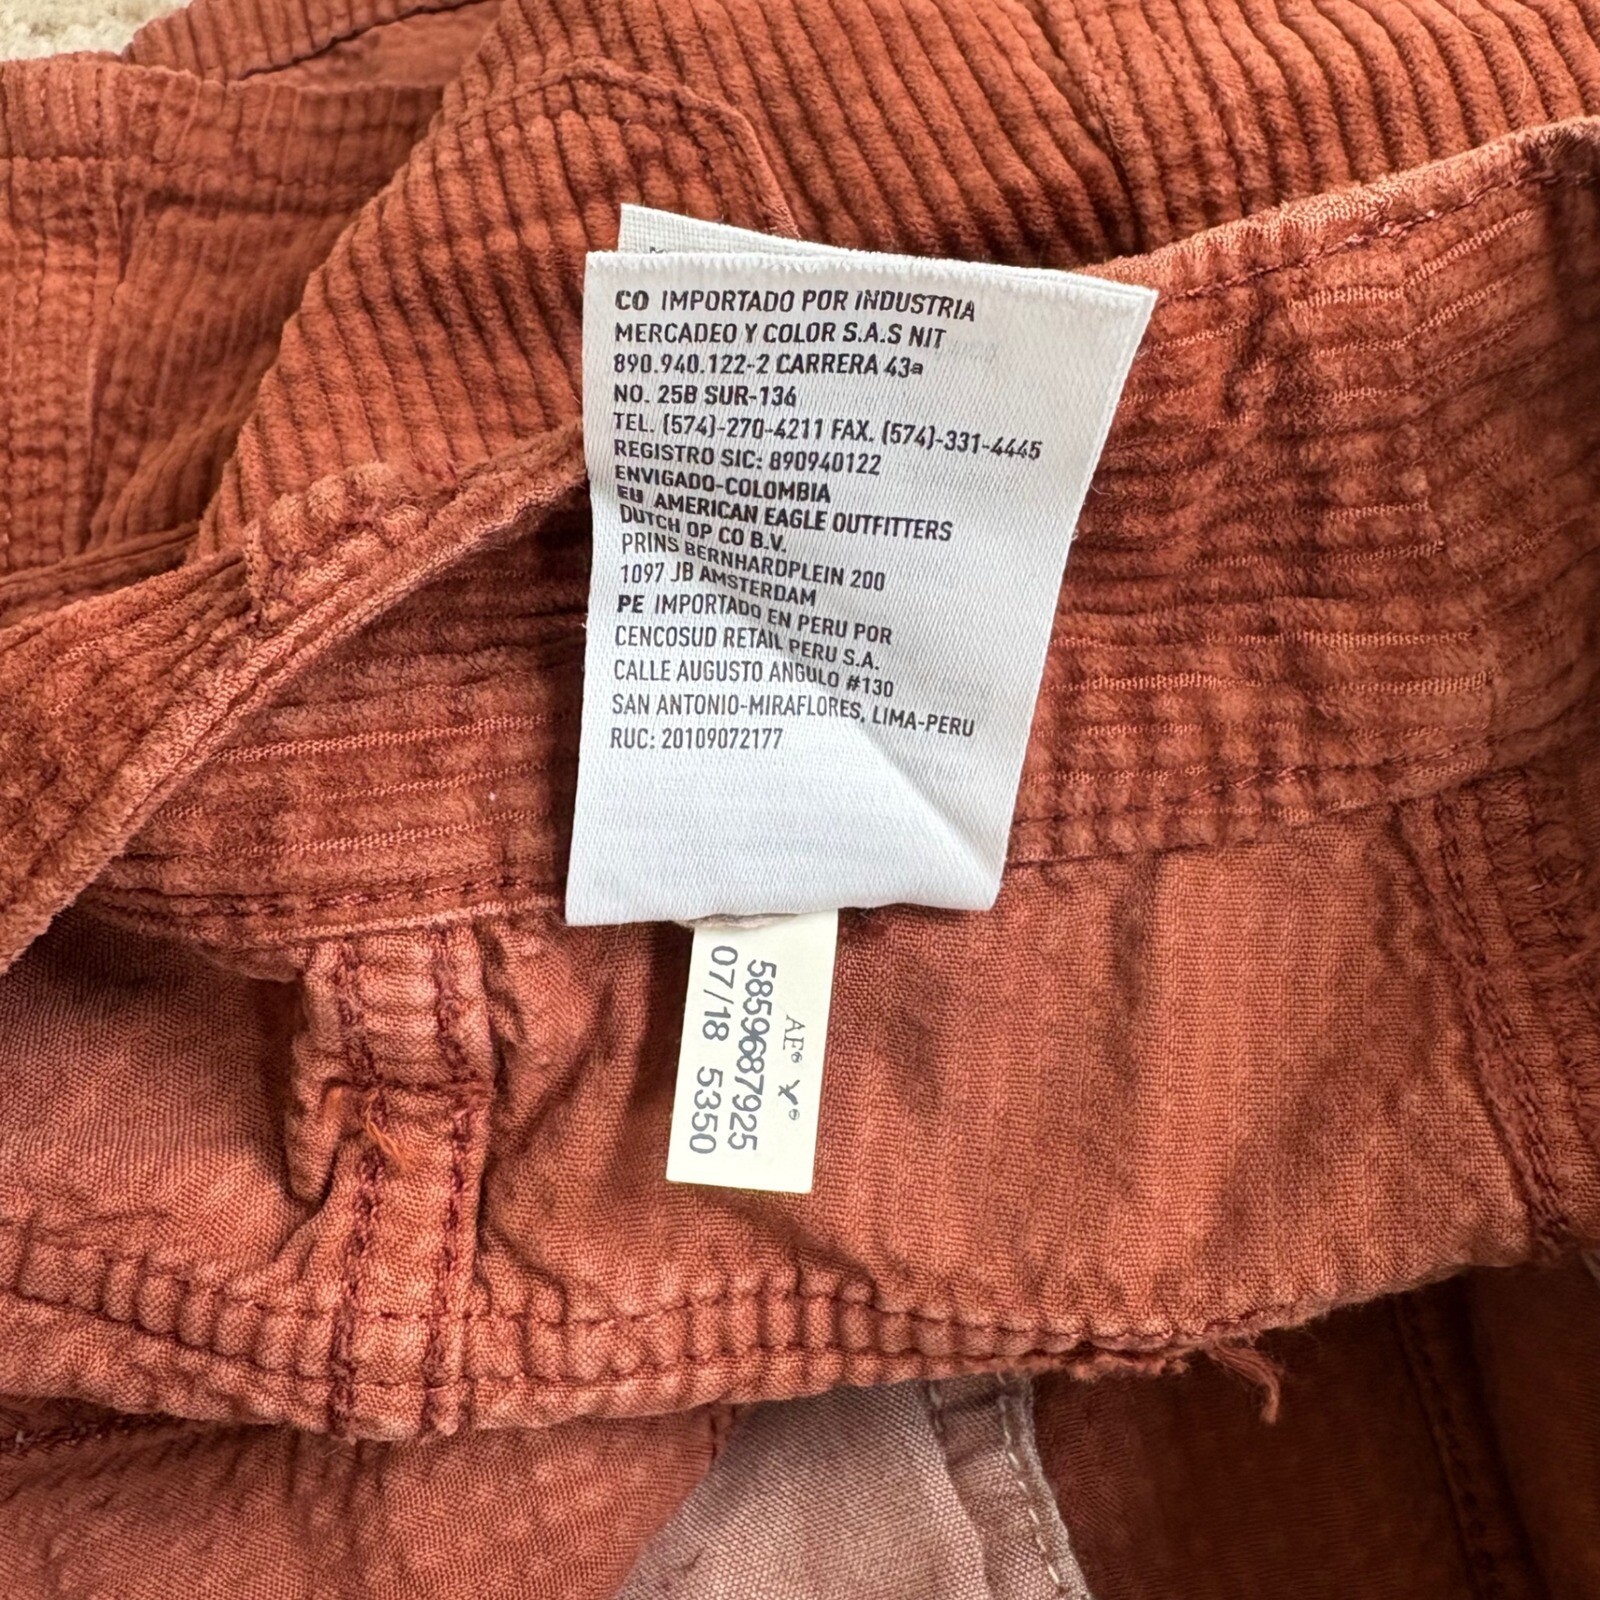 CO IMPORTADO POR INDUSTRIA
MERCADEO Y COLOR S.A.S NIT
890.940.122-2 CARRERA 43a
NO. 25B SUR-136
TEL. (574)-270-4211 FAX. (574)-331-4445
REGISTRO SIC: 890940122
ENVIGADO-COLOMBIA
EU AMERICAN EAGLE OUTFITTERS
DUTCH OP CO B.V.
PRINS BERNHARDPLEIN 200
1097 JB AMSTERDAM
PE IMPORTADO EN PERU POR
CENCOSUD RETAIL PERU S.A.
CALLE AUGUSTO ANGULO #130
SAN ANTONIO-MIRAFLORES, LIMA-PERU
RUC: 20109072177
AE®
5859687925
07/18 5350